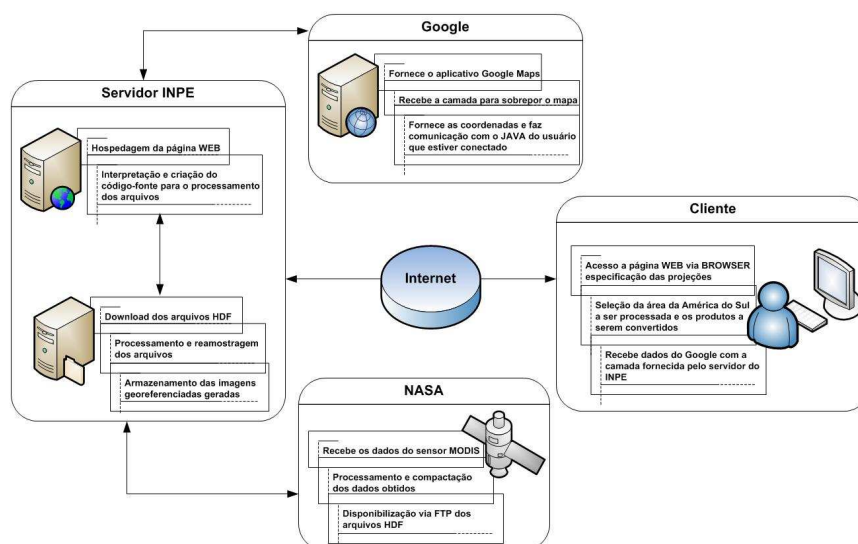 Google
Fornece o aplicativo Google Maps
Recebe a camada para sobrepor o mapa
Fornece as coordenadas e faz
comunicação com o JAVA do usuário
que estiver conectado
Servidor INPE
Hospedagem da página WEB
Interpretação e criação do
código-fonte para o processamento
dos arquivos
Download dos arquivos HDF
Processamento e reamostragem
dos arquivos
Armazenamento das imagens
georeferenciadas geradas
Internet
Cliente
Acesso a página WEB via BROWSER
especificação das projeções
Seleção da área da América do Sul
a ser processada e os produtos a
serem convertidos
Recebe dados do Google com a
camada fornecida pelo servidor do
INPE
NASA
Recebe os dados do sensor MODIS
Processamento e compactação
dos dados obtidos
Disponibilização via FTP dos
arquivos HDF